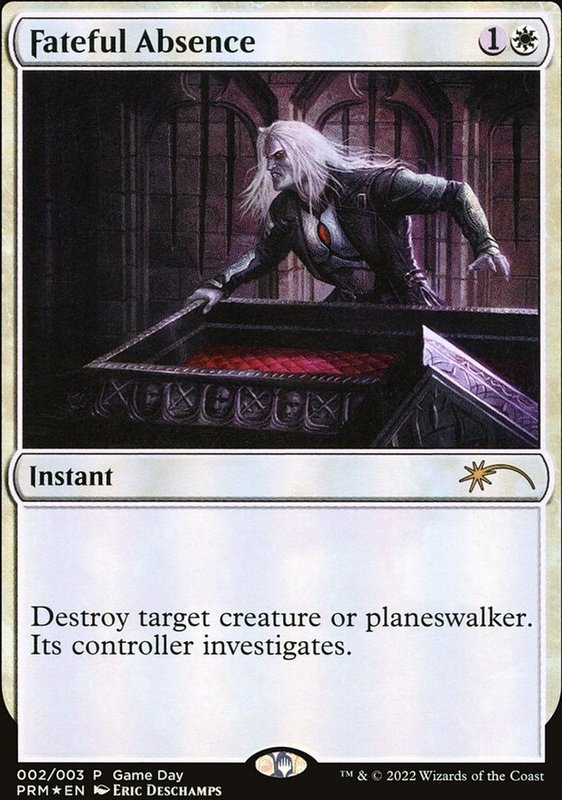 Fateful Absence 1
Instant
Destroy target creature or planeswalker.
Its controller investigates.
002/003 P Game Day
PRM★EN Eric Deschamps
™ & © 2022 Wizards of the Coast